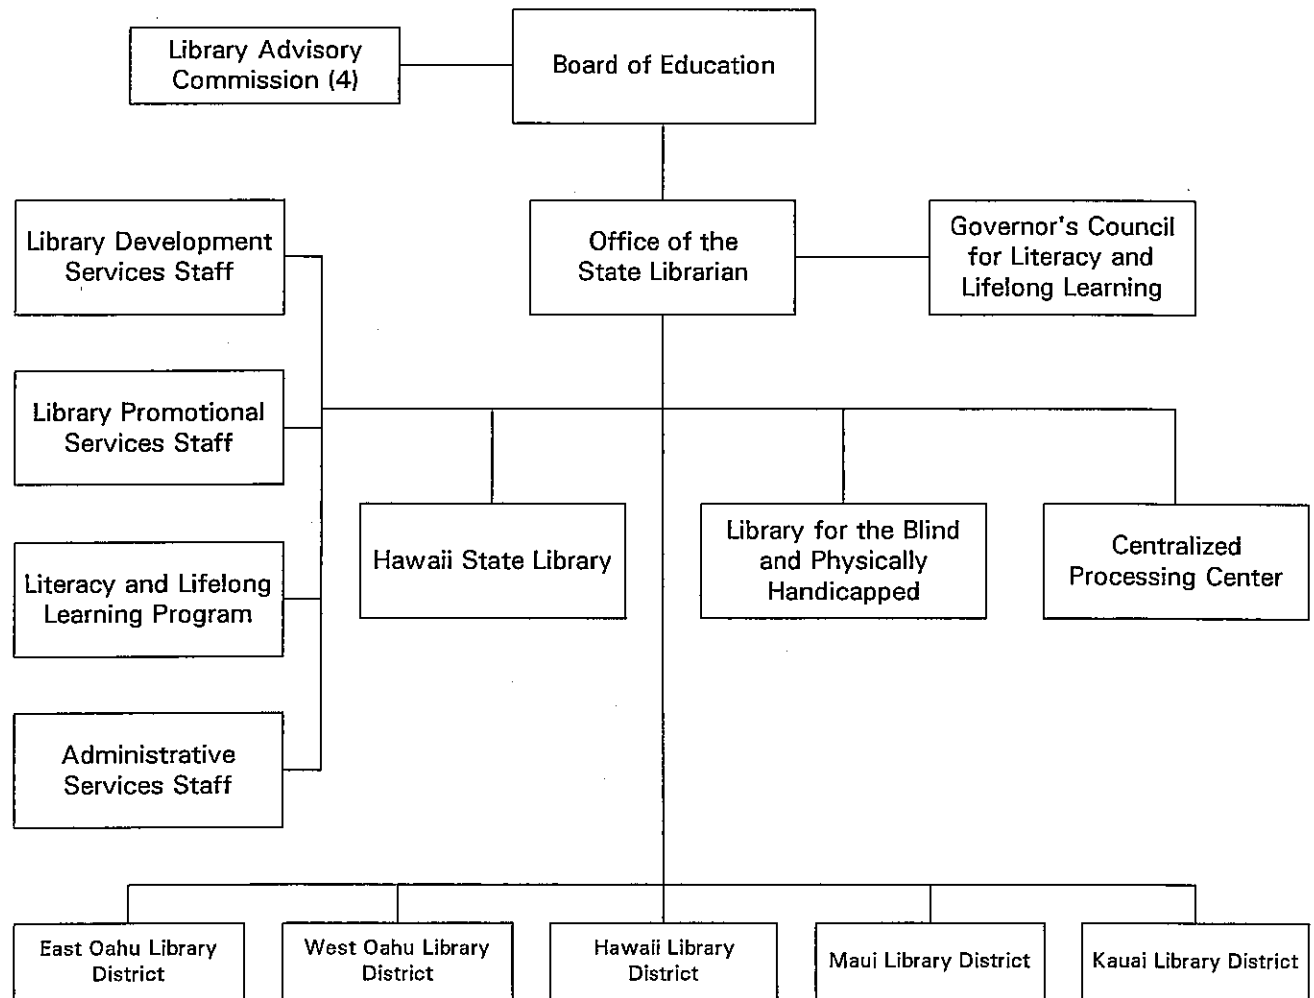 Library Advisory
Commission (4)
Board of Education
Library Development
Services Staff
Office of the
State Librarian
Governor's Council
for Literacy and
Lifelong Learning
Library Promotional
Services Staff
Hawaii State Library
Library for the Blind
and Physically
Handicapped
Centralized
Processing Center
Literacy and Lifelong
Learning Program
Administrative
Services Staff
East Oahu Library
District
West Oahu Library
District
Hawaii Library
District
Maui Library District
Kauai Library District